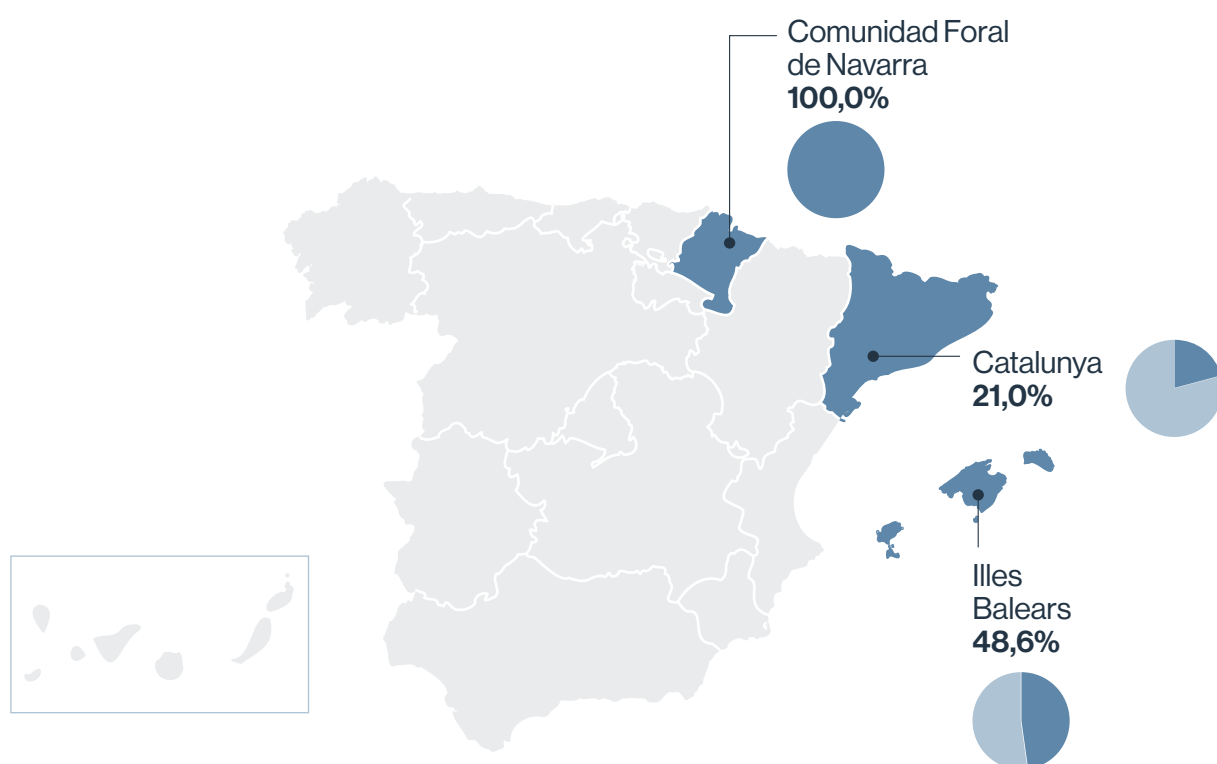 Comunidad Foral
de Navarra
100,0%
Catalunya
21,0%
Illes
Balears
48,6%